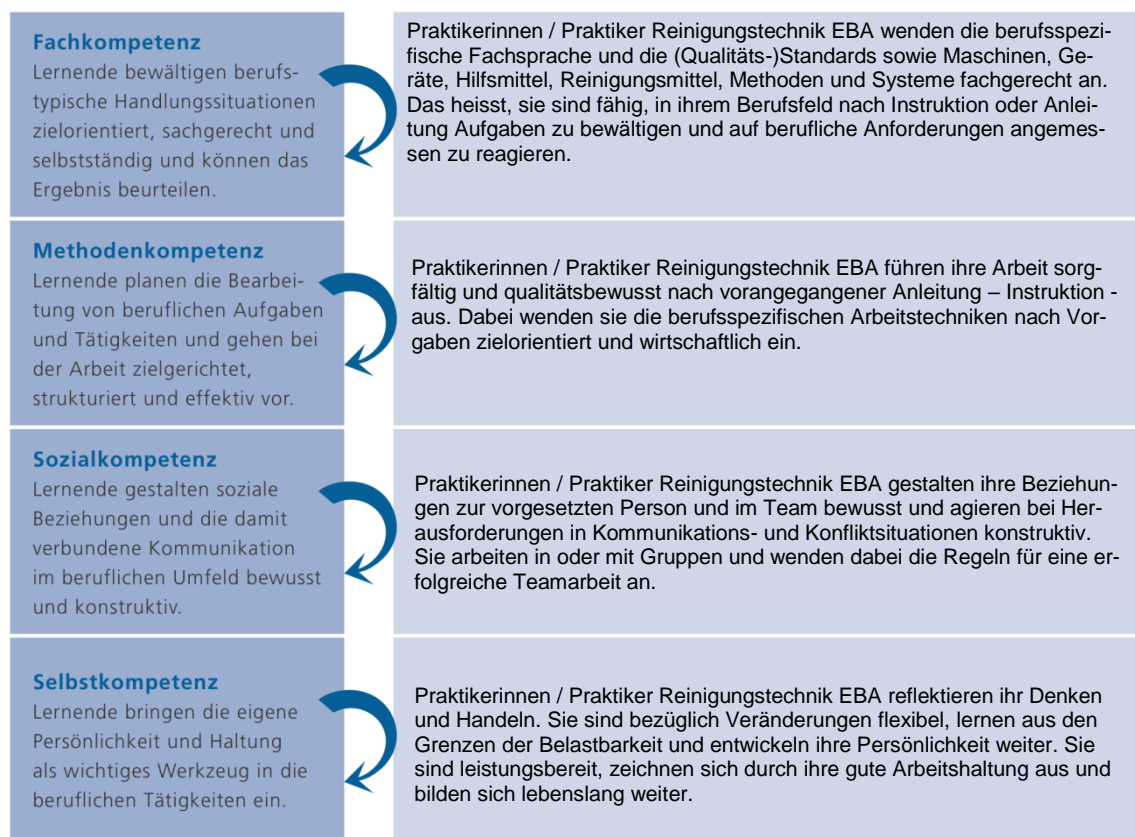 Fachkompetenz
Lernende bewältigen berufs-
typische Handlungssituationen
zielorientiert, sachgerecht und
selbstständig und können das
Ergebnis beurteilen.
Praktikerinnen / Praktiker Reinigungstechnik EBA wenden die berufsspezi-
fische Fachsprache und die (Qualitäts-)Standards sowie Maschinen, Ge-
räte, Hilfsmittel, Reinigungsmittel, Methoden und Systeme fachgerecht an.
Das heisst, sie sind fähig, in ihrem Berufsfeld nach Instruktion oder Anlei-
tung Aufgaben zu bewältigen und auf berufliche Anforderungen angemes-
sen zu reagieren.
Methodenkompetenz
Lernende planen die Bearbei-
tung von beruflichen Aufgaben
und Tätigkeiten und gehen bei
der Arbeit zielgerichtet,
strukturiert und effektiv vor.
Praktikerinnen / Praktiker Reinigungstechnik EBA führen ihre Arbeit sorg-
fältig und qualitätsbewusst nach vorangegangener Anleitung – Instruktion -
aus. Dabei wenden sie die berufsspezifischen Arbeitstechniken nach Vor-
gaben zielorientiert und wirtschaftlich ein.
Sozialkompetenz
Lernende gestalten soziale
Beziehungen und die damit
verbundene Kommunikation
im beruflichen Umfeld bewusst
und konstruktiv.
Praktikerinnen / Praktiker Reinigungstechnik EBA gestalten ihre Beziehun-
gen zur vorgesetzten Person und im Team bewusst und agieren bei Her-
ausforderungen in Kommunikations- und Konfliktsituationen konstruktiv.
Sie arbeiten in oder mit Gruppen und wenden dabei die Regeln für eine er-
folgreiche Teamarbeit an.
Selbstkompetenz
Lernende bringen die eigene
Persönlichkeit und Haltung
als wichtiges Werkzeug in die
beruflichen Tätigkeiten ein.
Praktikerinnen / Praktiker Reinigungstechnik EBA reflektieren ihr Denken
und Handeln. Sie sind bezüglich Veränderungen flexibel, lernen aus den
Grenzen der Belastbarkeit und entwickeln ihre Persönlichkeit weiter. Sie
sind leistungsbereit, zeichnen sich durch ihre gute Arbeitshaltung aus und
bilden sich lebenslang weiter.